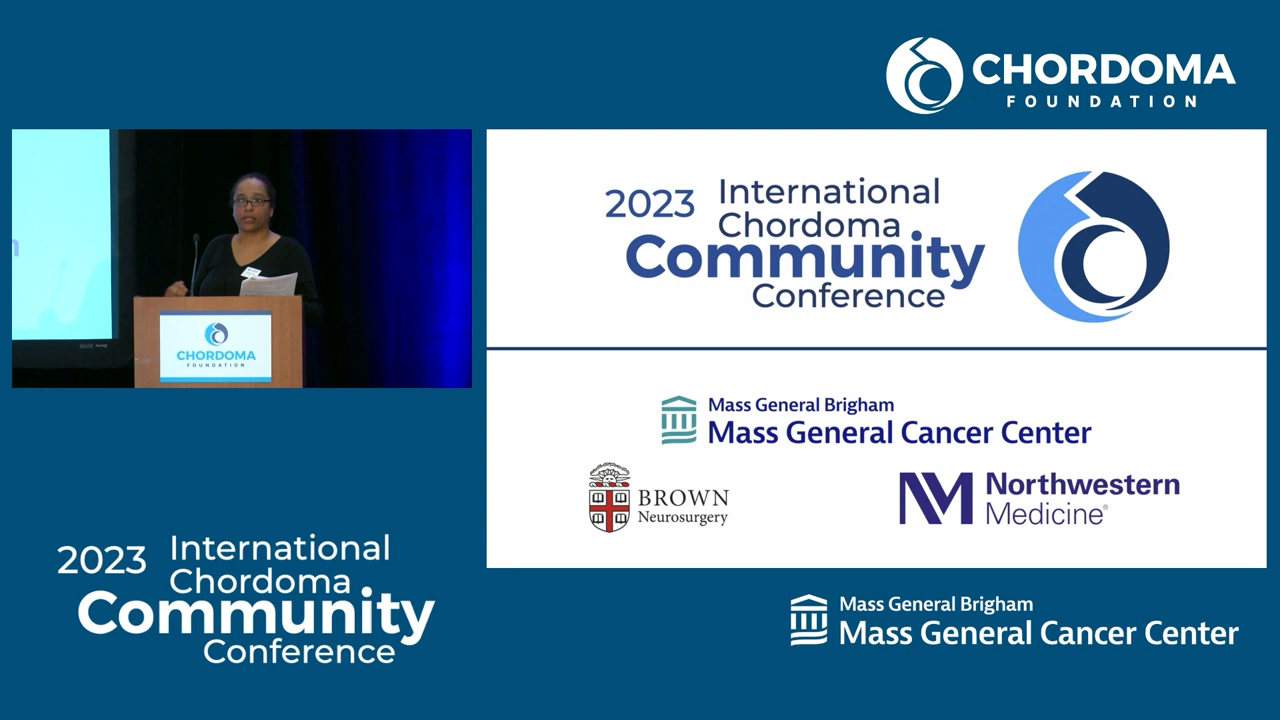 CHORDOMA
FOUNDATION
2023 International
Chordoma
Community
Conference
Mass General Brigham
Mass General Cancer Center
BROWN
Neurosurgery
Northwestern
Medicine®
CHORDOMA
FOUNDATION
2023 International
Chordoma
Community
Conference
Mass General Brigham
Mass General Cancer Center